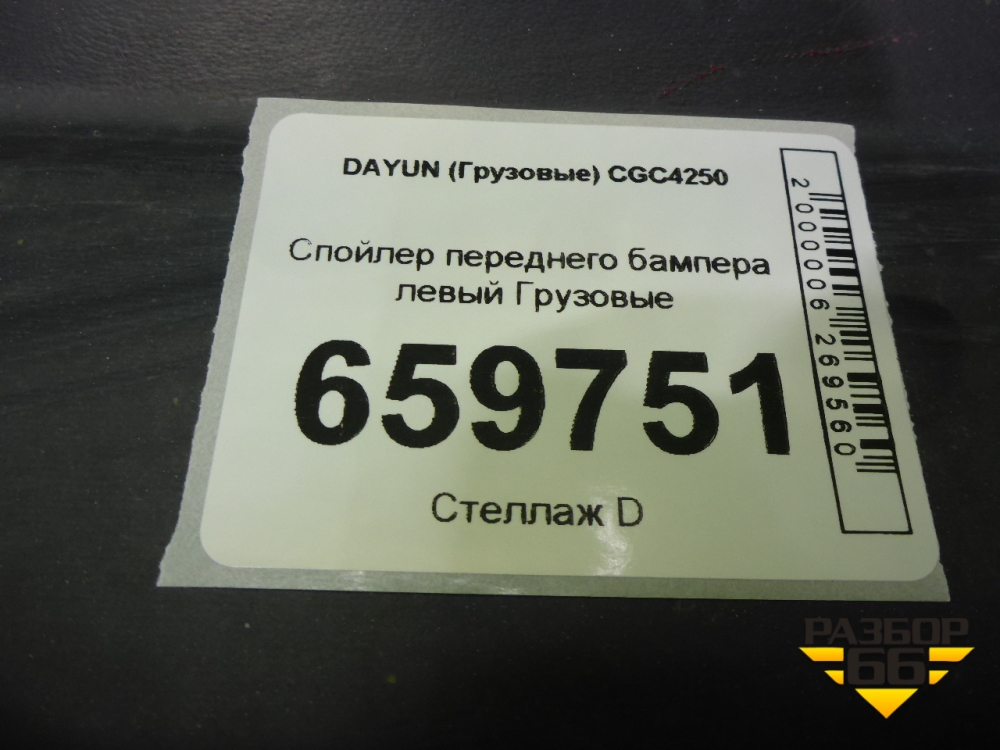 DAYUN (Грузовые) CGC4250
Спойлер переднего бампера
левый Грузовые
659751
Стеллаж D
2000006269560
РАЗБОР
66